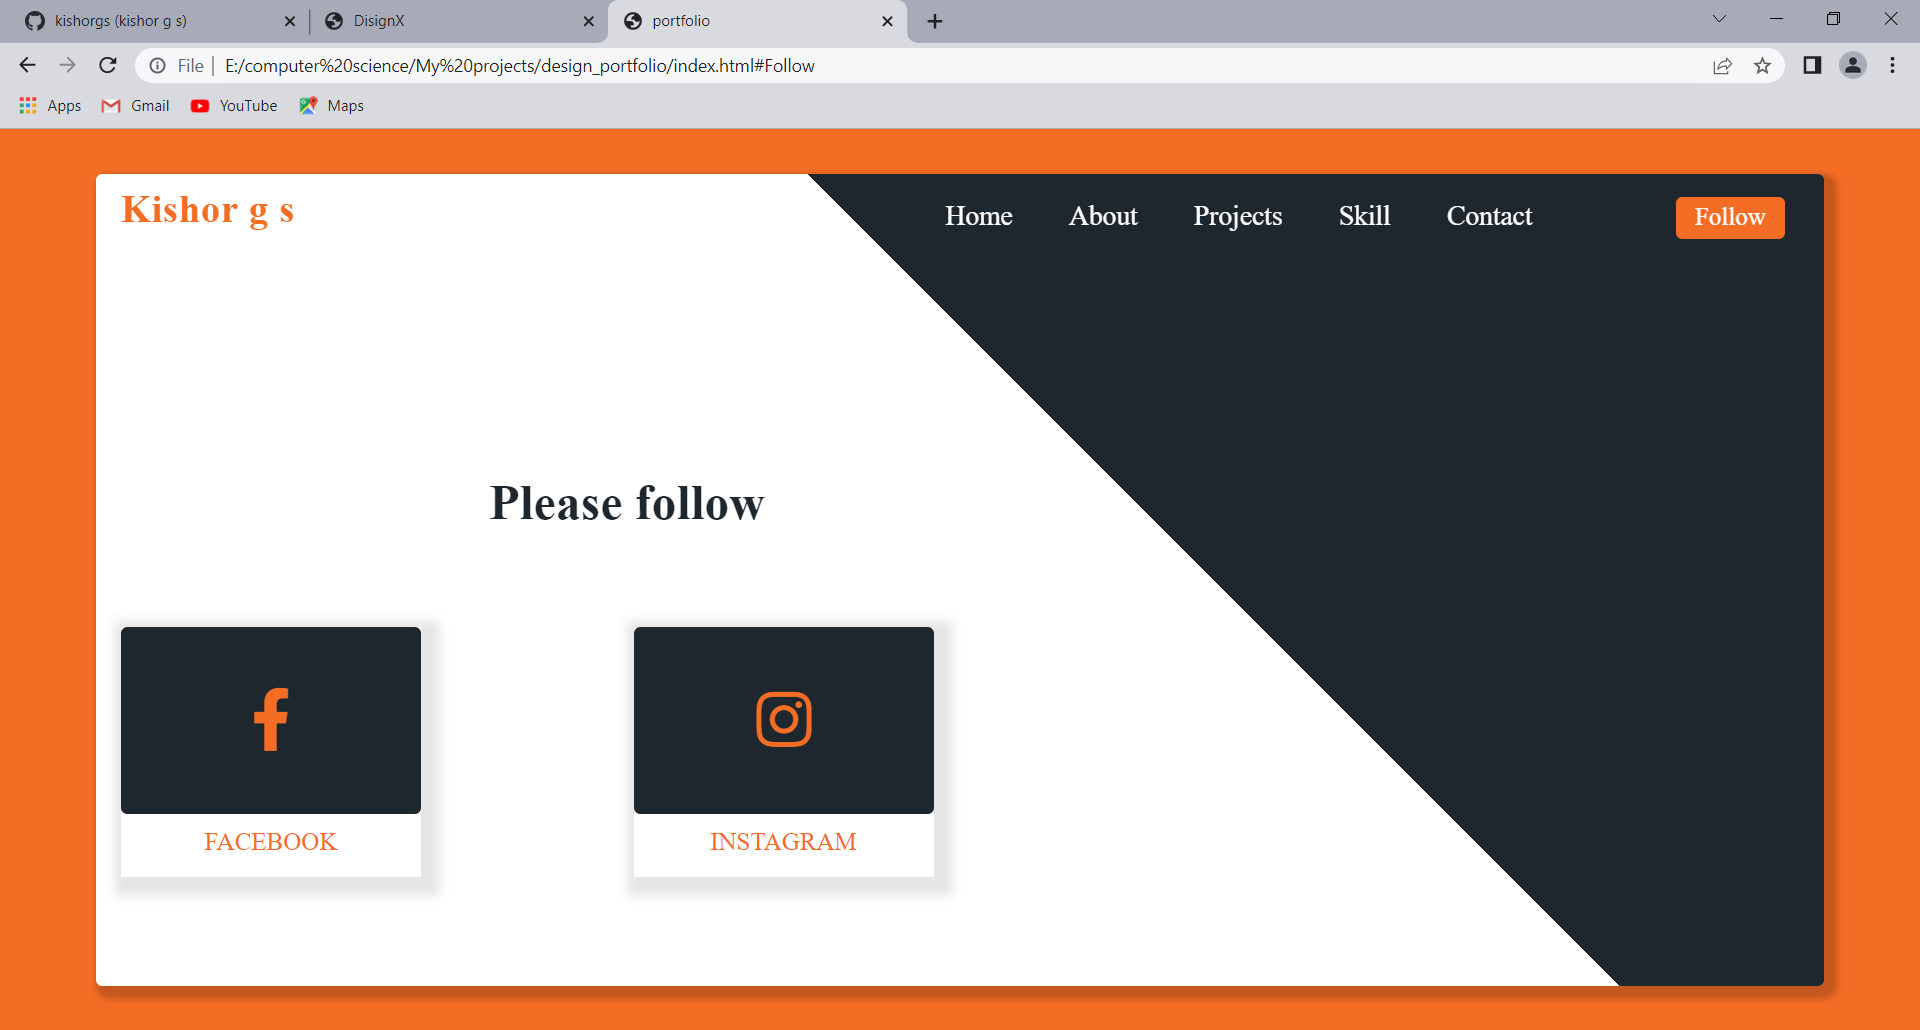 kishorgs (kishor g s)
DisignX
portfolio
File | E:/computer%20science/My%20projects/design_portfolio/index.html#Follow
Apps
Gmail
YouTube
Maps
Kishor g s
Home
About
Projects
Skill
Contact
Follow
Please follow
FACEBOOK
INSTAGRAM